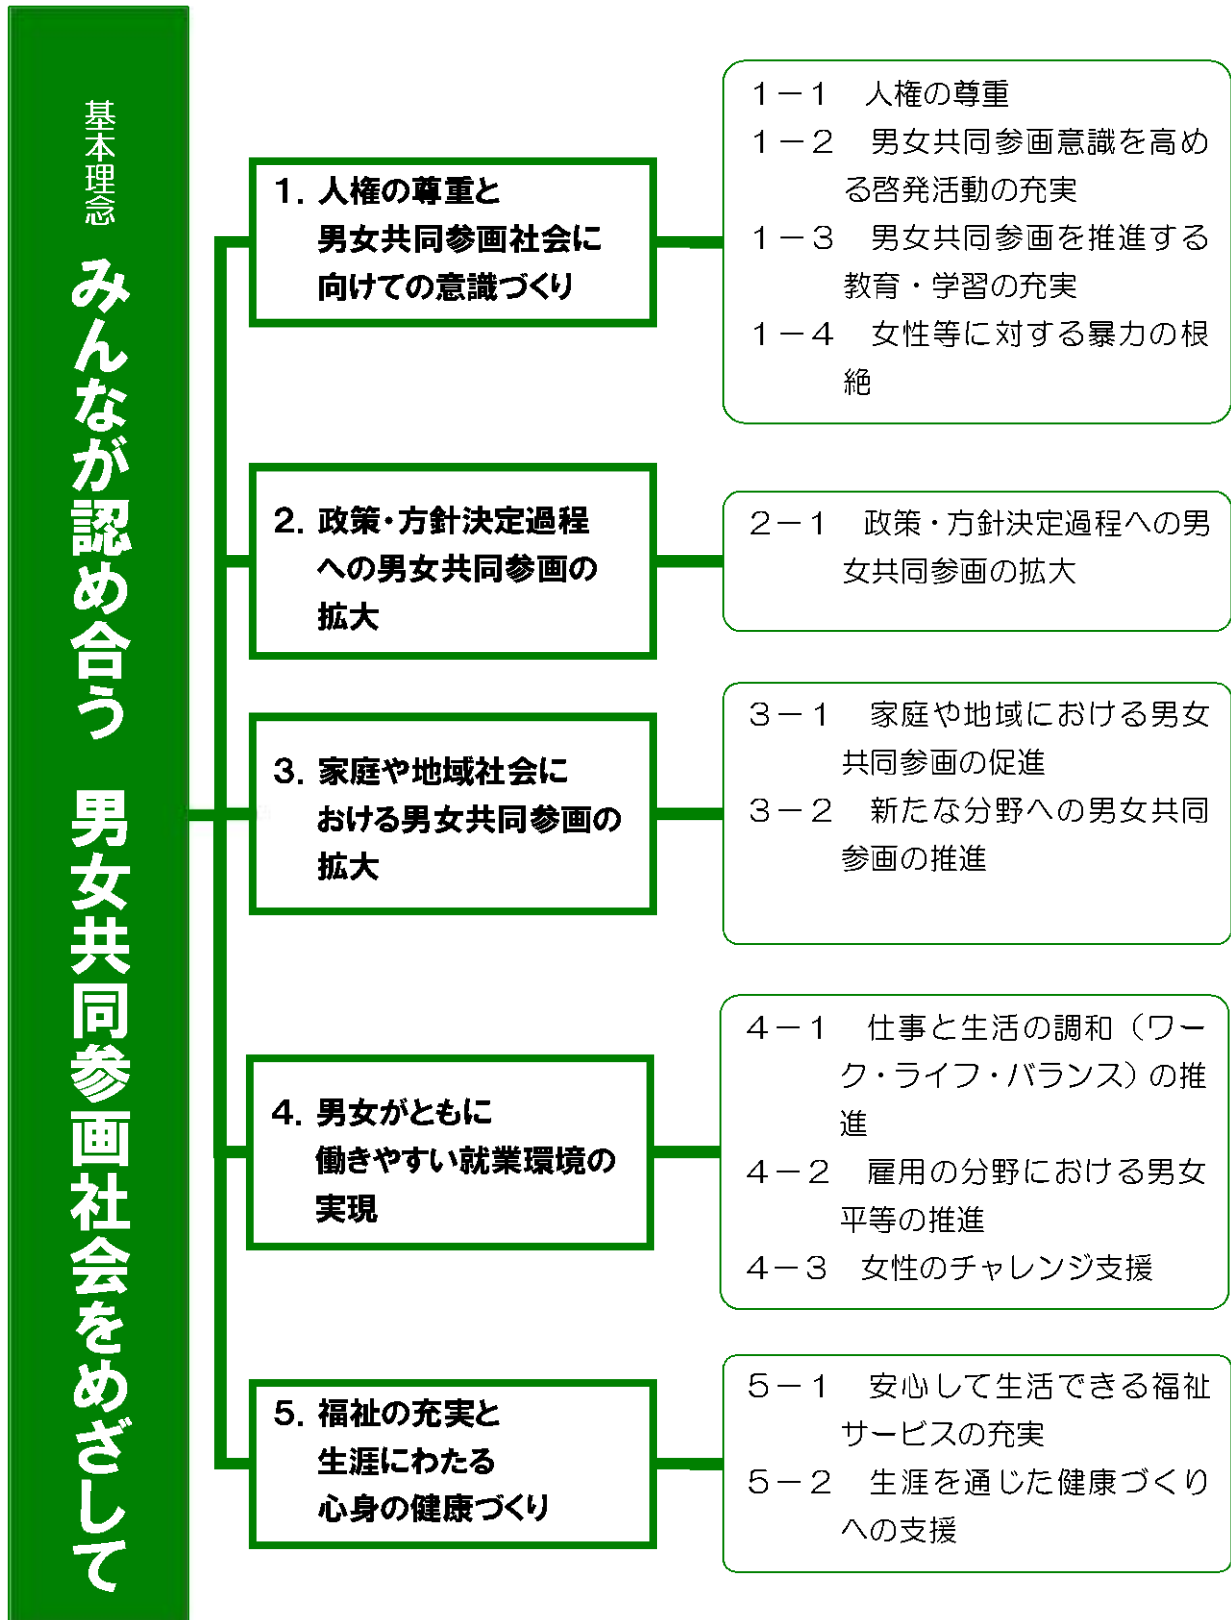 基本理念 みんなが認め合う 男女共同参画社会をめざして
1. 人権の尊重と
男女共同参画社会に
向けての意識づくり
1－1 人権の尊重
1－2 男女共同参画意識を高め
る啓発活動の充実
1－3 男女共同参画を推進する
教育・学習の充実
1－4 女性等に対する暴力の根
絶
2. 政策・方針決定過程
への男女共同参画の
拡大
2－1 政策・方針決定過程への男
女共同参画の拡大
3. 家庭や地域社会に
おける男女共同参画の
拡大
3－1 家庭や地域における男女
共同参画の促進
3－2 新たな分野への男女共同
参画の推進
4. 男女がともに
働きやすい就業環境の
実現
4－1 仕事と生活の調和（ワー
ク・ライフ・バランス）の推
進
4－2 雇用の分野における男女
平等の推進
4－3 女性のチャレンジ支援
5. 福祉の充実と
生涯にわたる
心身の健康づくり
5－1 安心して生活できる福祉
サービスの充実
5－2 生涯を通じた健康づくり
への支援